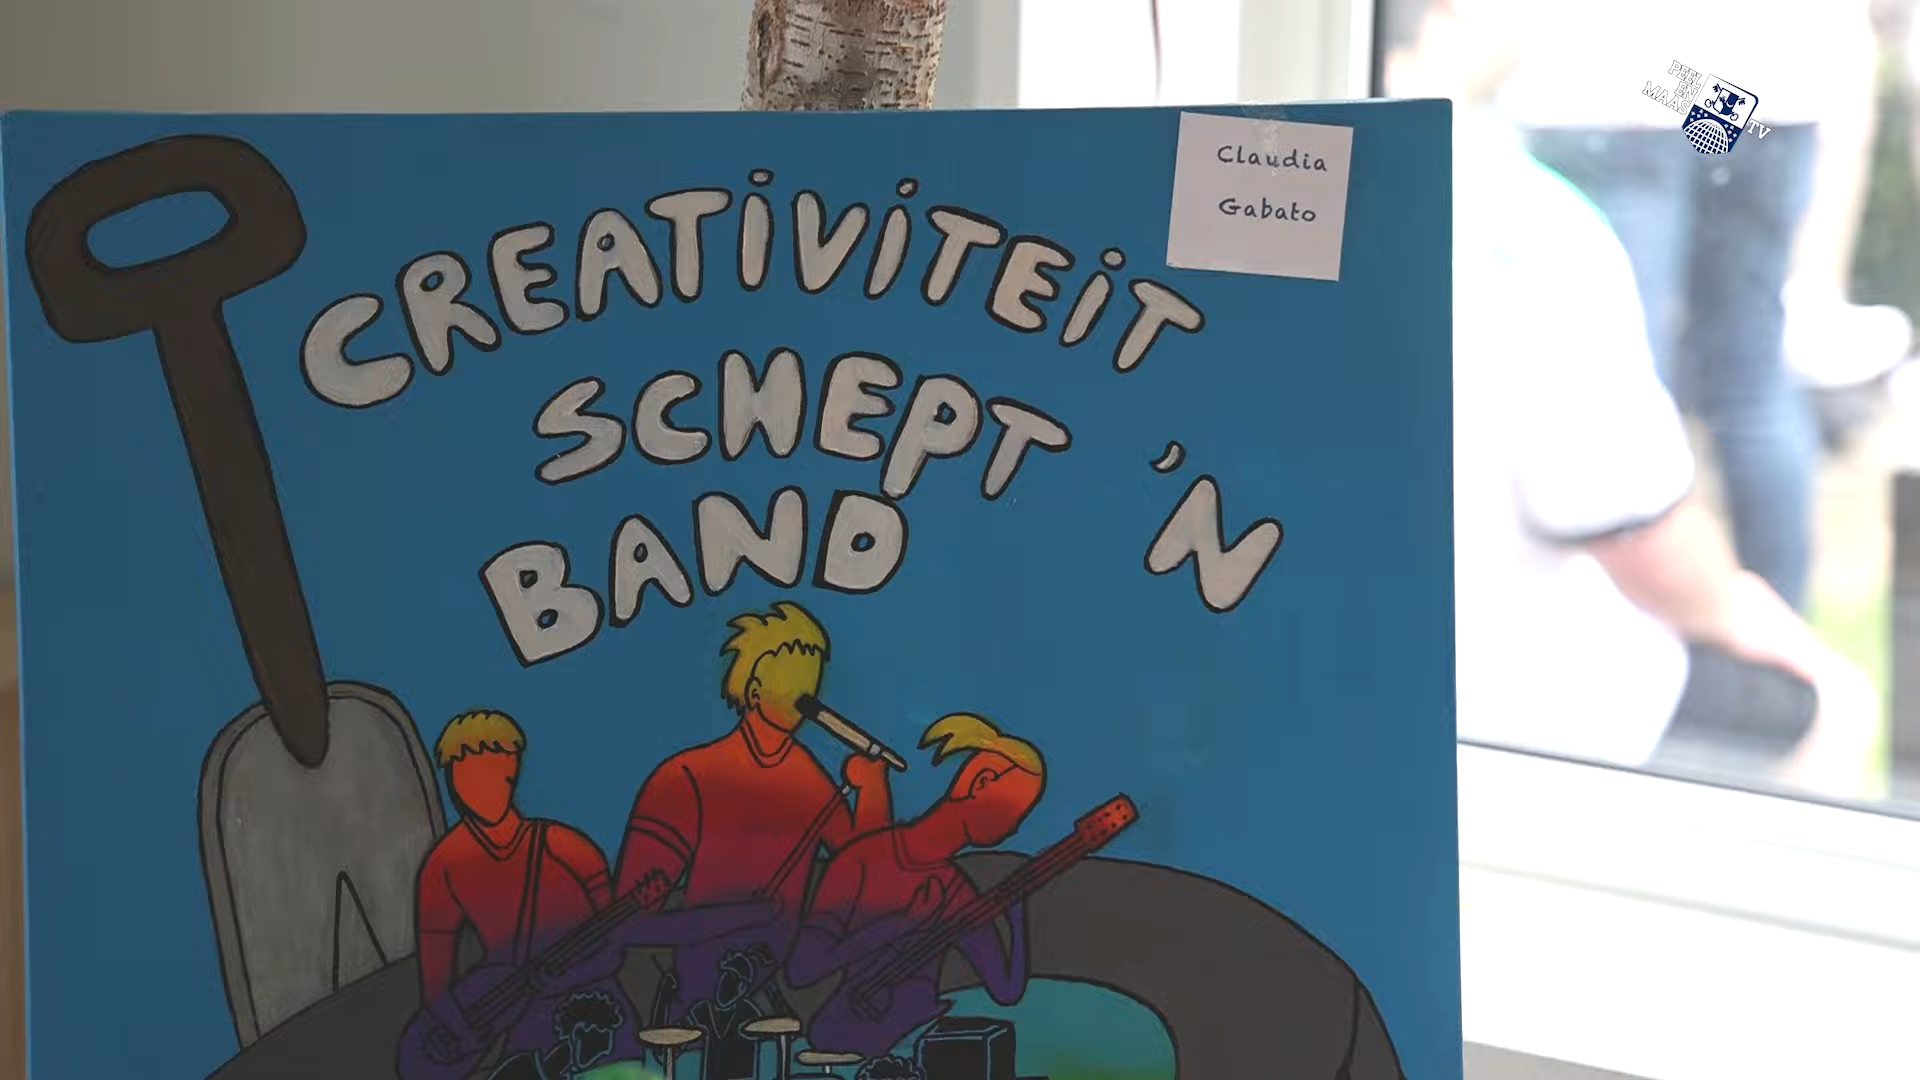 CREATIVITEIT
SCHEPT 'N
BAND
Claudia
Gabato
PEEL
EN
MAAS
TV